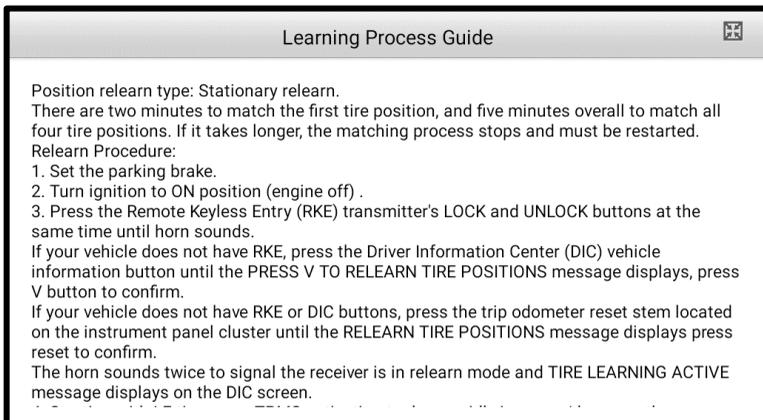 Learning Process Guide
Position relearn type: Stationary relearn.
There are two minutes to match the first tire position, and five minutes overall to match all
four tire positions. If it takes longer, the matching process stops and must be restarted.
Relearn Procedure:
1. Set the parking brake.
2. Turn ignition to ON position (engine off) .
3. Press the Remote Keyless Entry (RKE) transmitter's LOCK and UNLOCK buttons at the
same time until horn sounds.
If your vehicle does not have RKE, press the Driver Information Center (DIC) vehicle
information button until the PRESS V TO RELEARN TIRE POSITIONS message displays, press
V button to confirm.
If your vehicle does not have RKE or DIC buttons, press the trip odometer reset stem located
on the instrument panel cluster until the RELEARN TIRE POSITIONS message displays press
reset to confirm.
The horn sounds twice to signal the receiver is in relearn mode and TIRE LEARNING ACTIVE
message displays on the DIC screen.